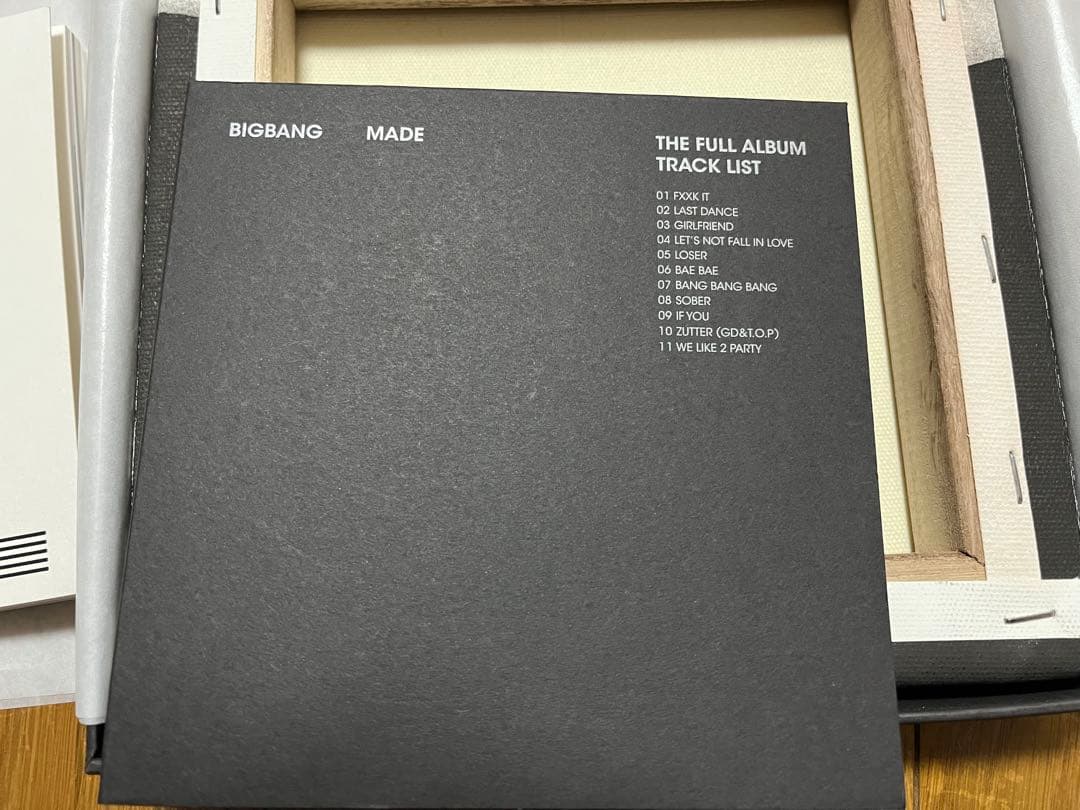 BIGBANG MADE
THE FULL ALBUM
TRACK LIST
01 FXXK IT
02 LAST DANCE
03 GIRLFRIEND
04 LET'S NOT FALL IN LOVE
05 LOSER
06 BAE BAE
07 BANG BANG BANG
08 SOBER
09 IF YOU
10 ZUTTER (GD&T.O.P)
11 WE LIKE 2 PARTY